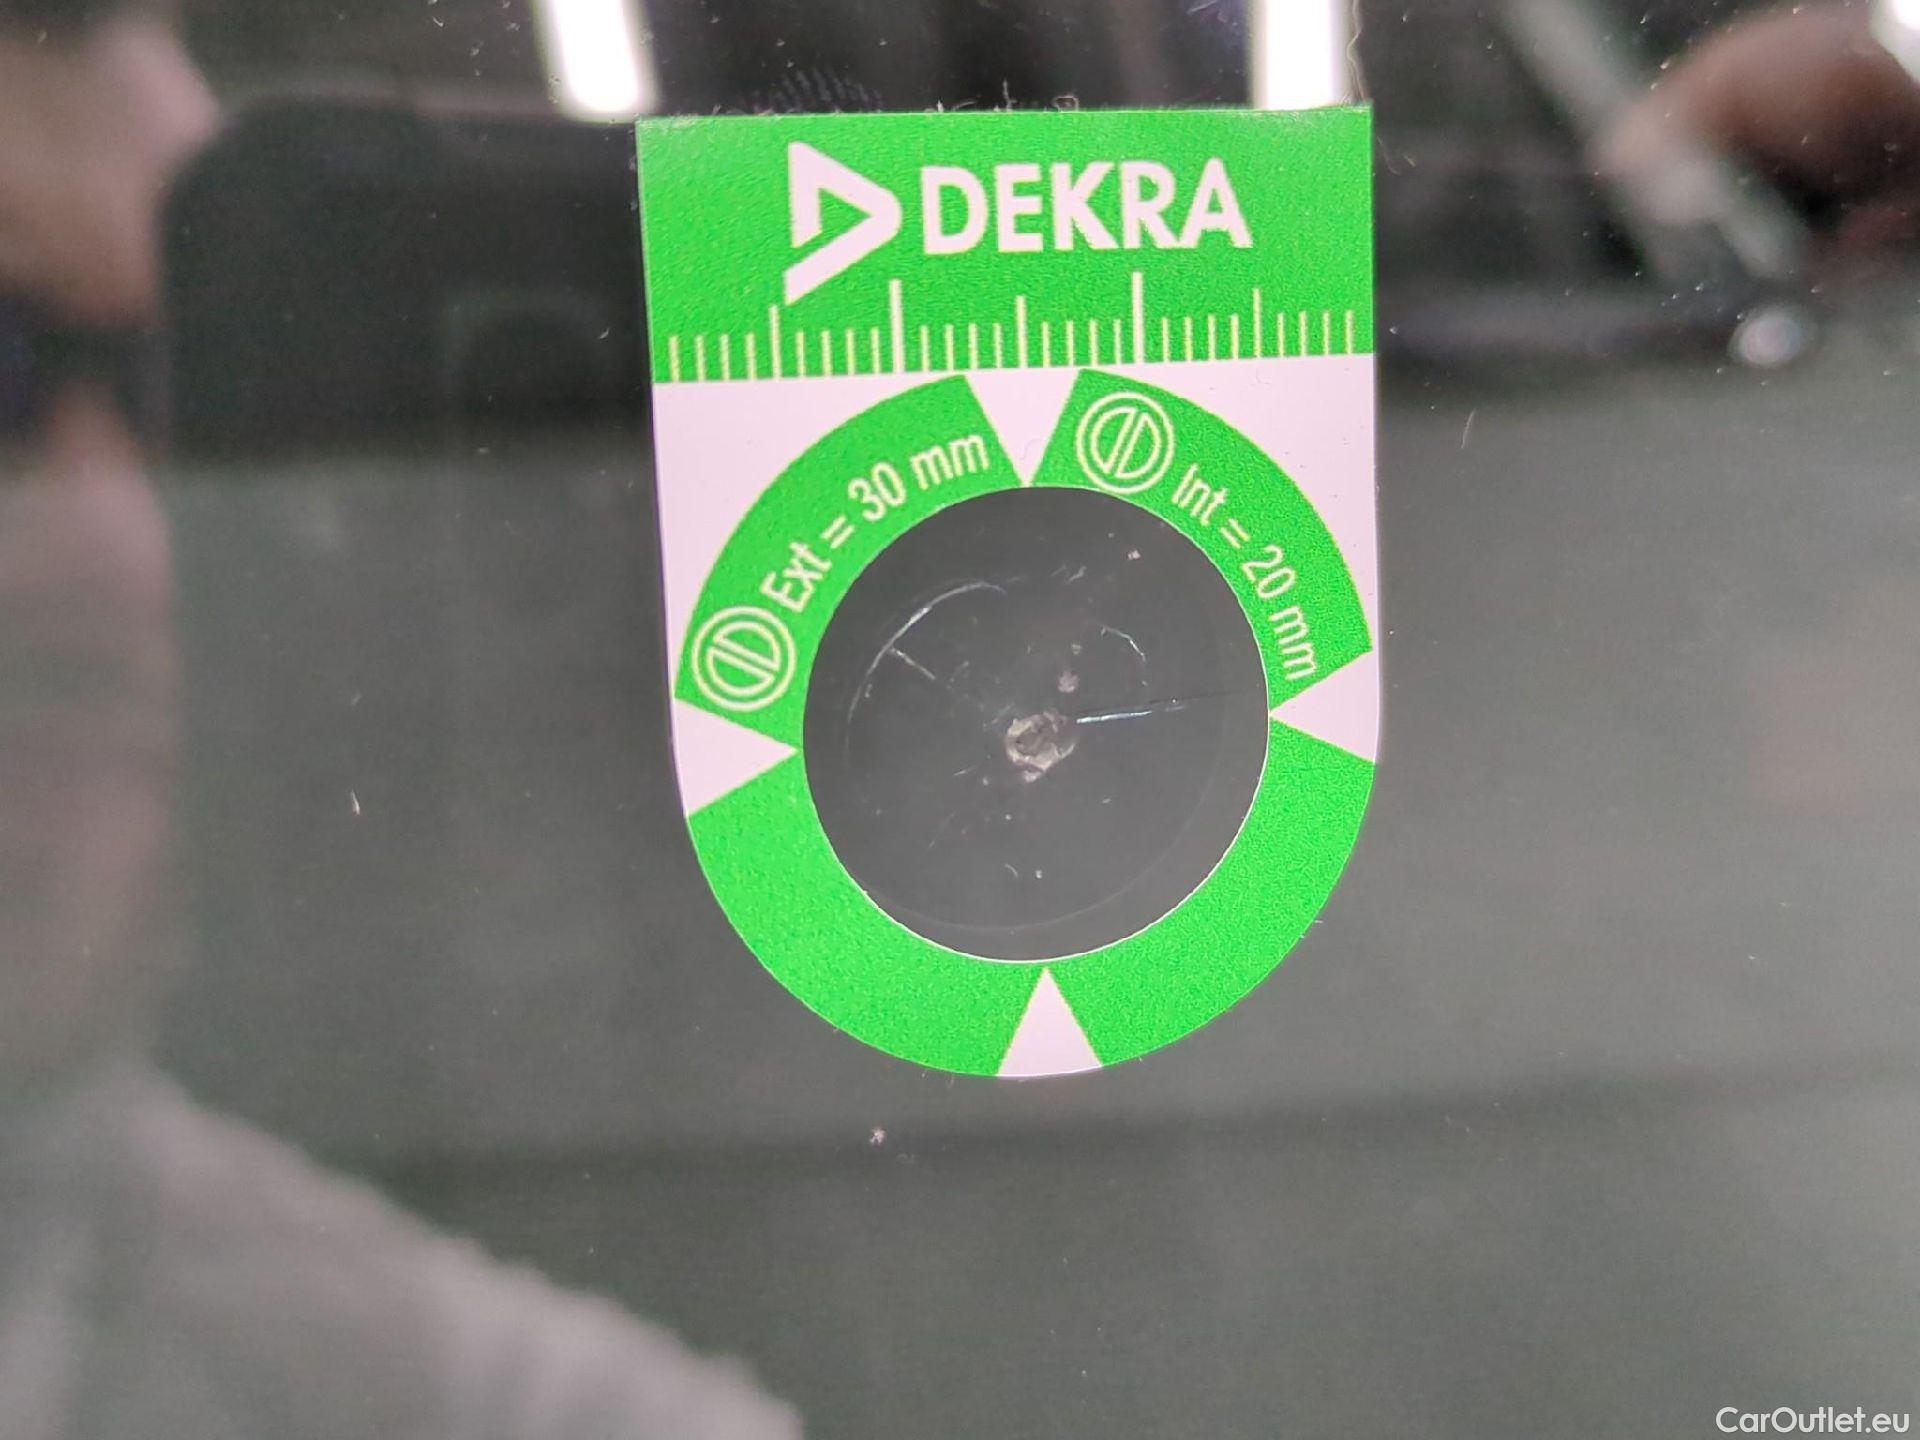 DEKRA
Ext = 30 mm
Int = 20 mm
CarOutlet.eu